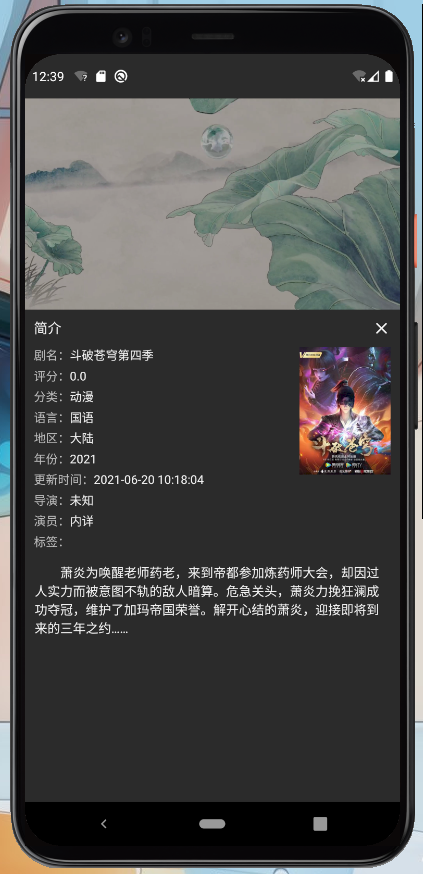 12:39
简介
剧名：斗破苍穹第四季
评分：0.0
分类：动漫
语言：国语
地区：大陆
年份：2021
更新时间：2021-06-20 10:18:04
导演：未知
演员：内详
标签：
斗破苍穹
萧炎为唤醒老师药老，来到帝都参加炼药师大会，却因过
人实力而被意图不轨的敌人暗算。危急关头，萧炎力挽狂澜成
功夺冠，维护了加玛帝国荣誉。解开心结的萧炎，迎接即将到
来的三年之约......